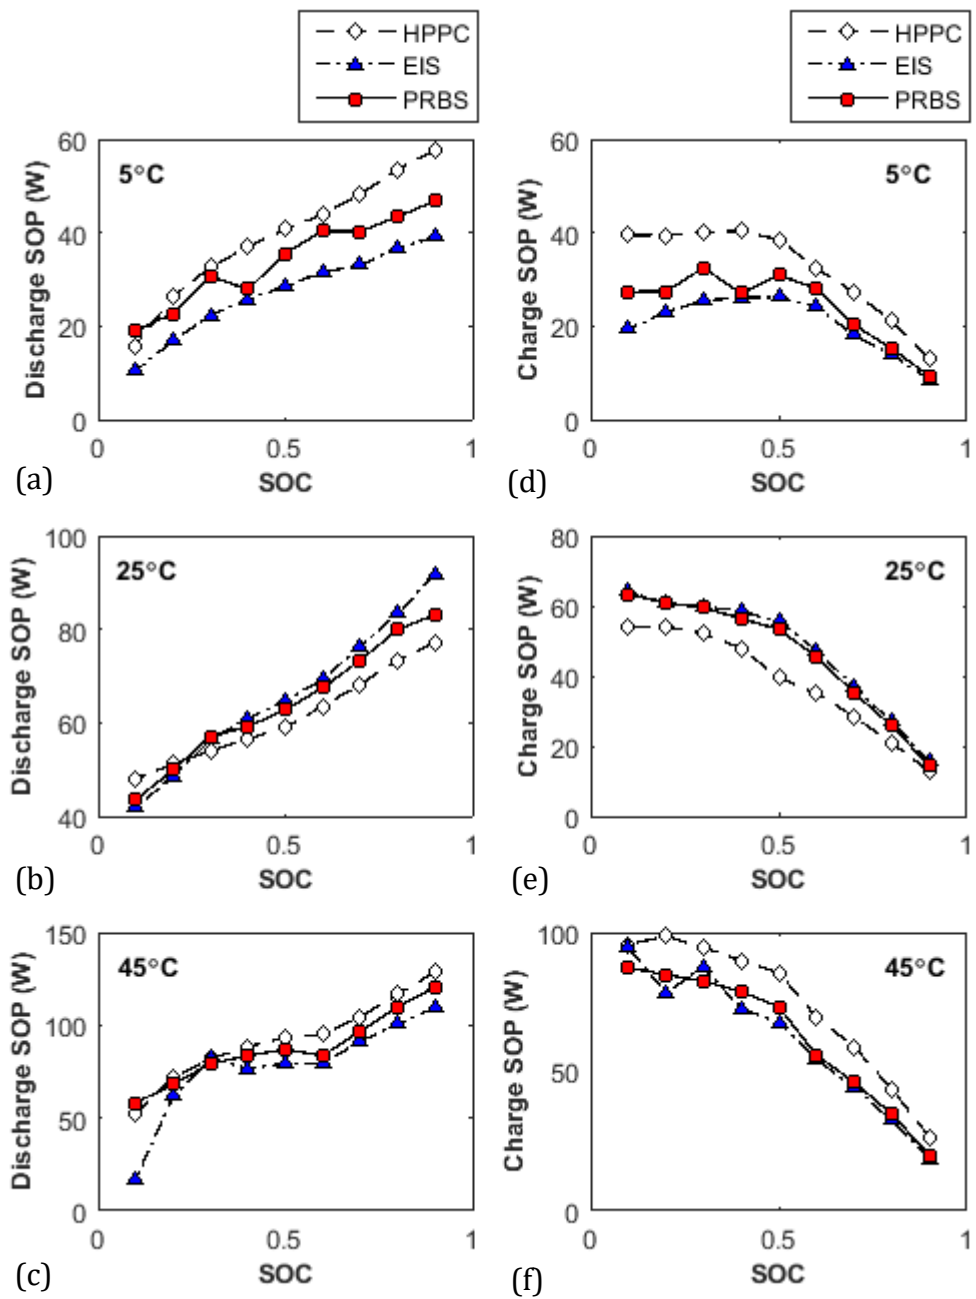 HPPC
EIS
PRBS
HPPC
EIS
PRBS
60
40
20
0
Discharge SOP (W)
5°C
0
0.5
1
SOC
(a)
60
40
20
0
Charge SOP (W)
5°C
0
0.5
1
SOC
(d)
100
80
60
40
Discharge SOP (W)
25°C
0
0.5
1
SOC
(b)
80
60
40
20
0
Charge SOP (W)
25°C
0
0.5
1
SOC
(e)
150
100
50
0
Discharge SOP (W)
45°C
0
0.5
1
SOC
(c)
100
50
0
Charge SOP (W)
45°C
0
0.5
1
SOC
(f)